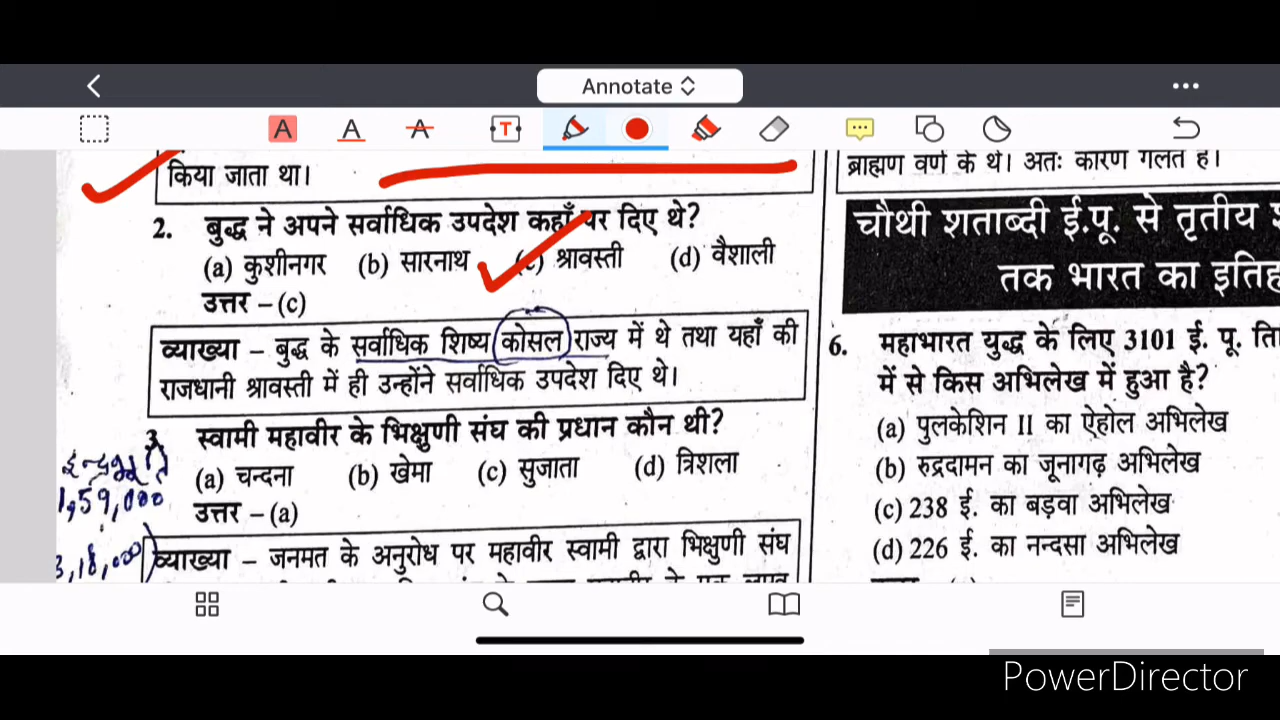 Annotate
किया जाता था।
2. बुद्ध ने अपने सर्वाधिक उपदेश कहाँ पर दिए थे?
(a) कुशीनगर (b) सारनाथ (c) श्रावस्ती (d) वैशाली
उत्तर –(c)
व्याख्या – बुद्ध के सर्वाधिक शिष्य कोसल राज्य में थे तथा यहाँ की
राजधानी श्रावस्ती में ही उन्होंने सर्वाधिक उपदेश दिए थे।
3 स्वामी महावीर के भिक्षुणी संघ की प्रधान कौन थी?
(a) चन्दना (b) खेमा (c) सुजाता (d) त्रिशला
उत्तर –(a)
1,59,000
3,18,000
व्याख्या – जनमत के अनुरोध पर महावीर स्वामी द्वारा भिक्षुणी संघ
ब्राह्मण वर्ण के थे। अतः कारण गलत है।
चौथी शताब्दी ई.पू. से तृतीय
तक भारत का
6. महाभारत युद्ध के लिए 3101 ई. पू.
में से किस अभिलेख में हुआ है?
(a) पुलकेशिन II का ऐहोल अभिलेख
(b) रुद्रदामन का जूनागढ़ अभिलेख
(c) 238 ई. का बड़वा अभिलेख
(d) 226 ई. का नन्दसा अभिलेख
PowerDirector